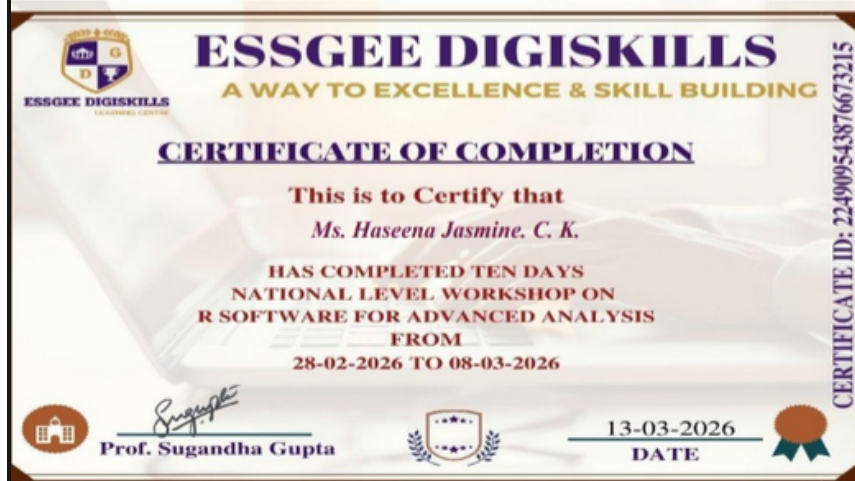 G
D
ESSGEE DIGISKILLS
LEARNING CENTRE
ESSGEE DIGISKILLS
A WAY TO EXCELLENCE & SKILL BUILDING
CERTIFICATE OF COMPLETION
This is to Certify that
Ms. Haseena Jasmine. C. K.
HAS COMPLETED TEN DAYS
NATIONAL LEVEL WORKSHOP ON
R SOFTWARE FOR ADVANCED ANALYSIS
FROM
28-02-2026 TO 08-03-2026
Prof. Sugandha Gupta
13-03-2026
DATE
CERTIFICATE ID: 224909543876673215